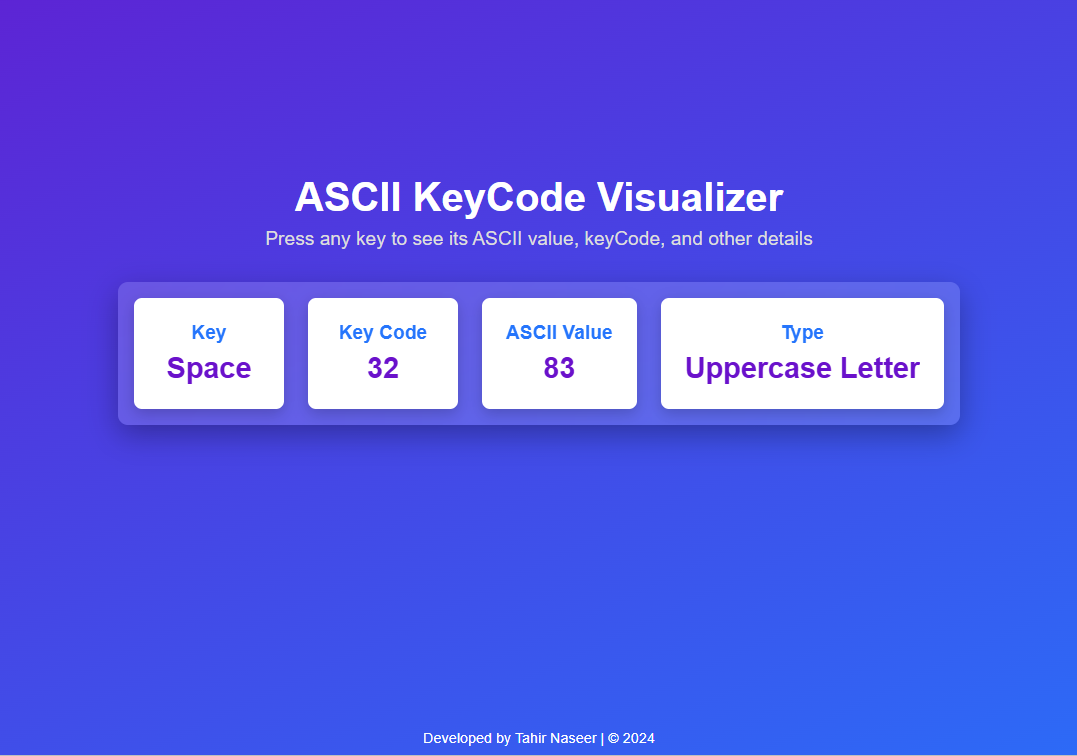 ASCII KeyCode Visualizer
Press any key to see its ASCII value, keyCode, and other details
Key
Space
Key Code
32
ASCII Value
83
Type
Uppercase Letter
Developed by Tahir Naseer | © 2024